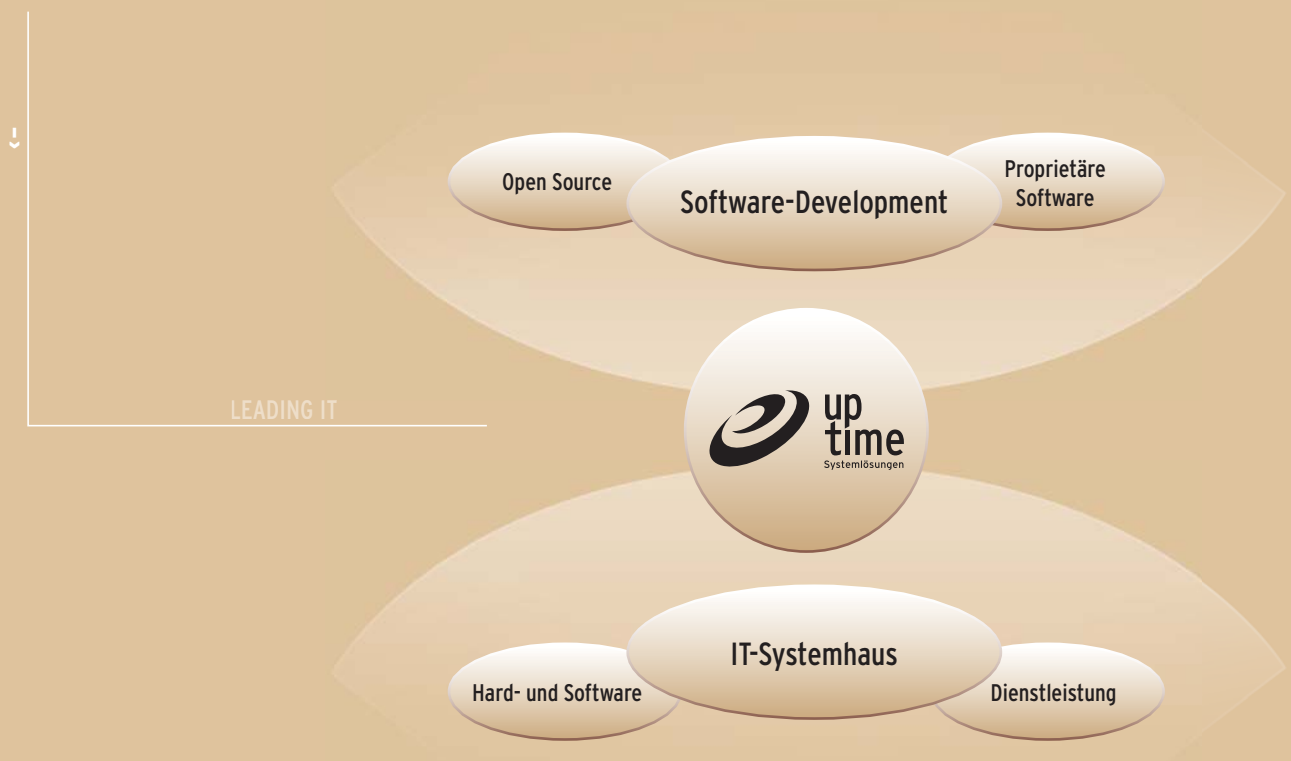 Open Source
Software-Development
Proprietäre
Software
LEADING IT
up
time
Systemlösungen
IT-Systemhaus
Hard- und Software
Dienstleistung